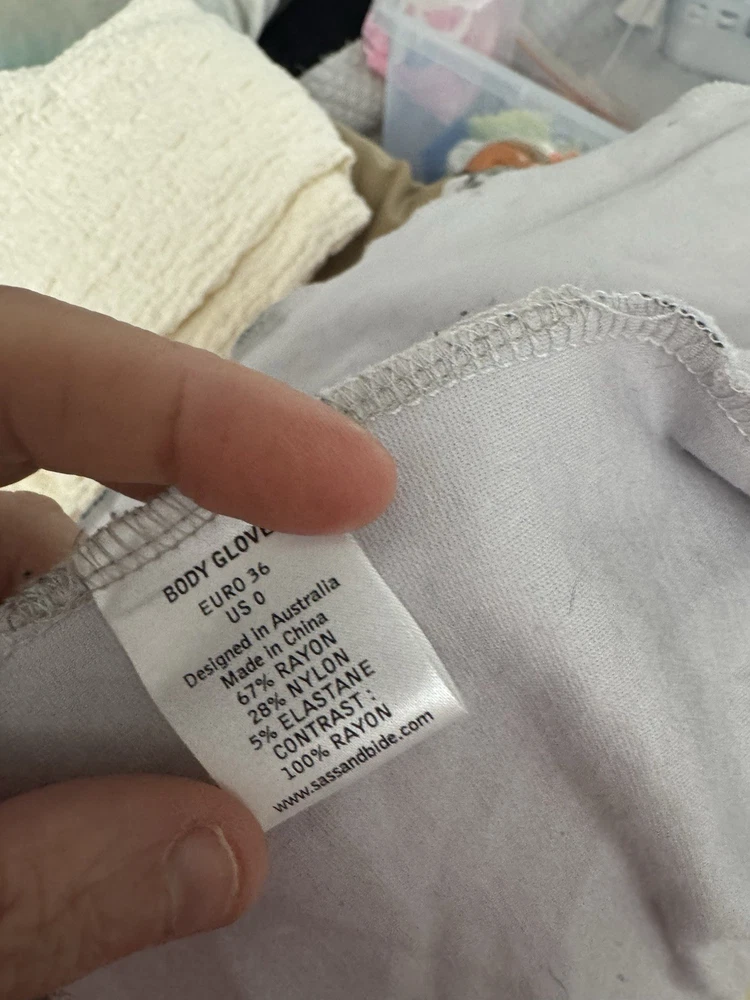 BODY GLOVE
EURO 36
US 0
Designed in Australia
Made in China
67% RAYON
28% NYLON
5% ELASTANE
CONTRAST:
100% RAYON
www.sassandbide.com